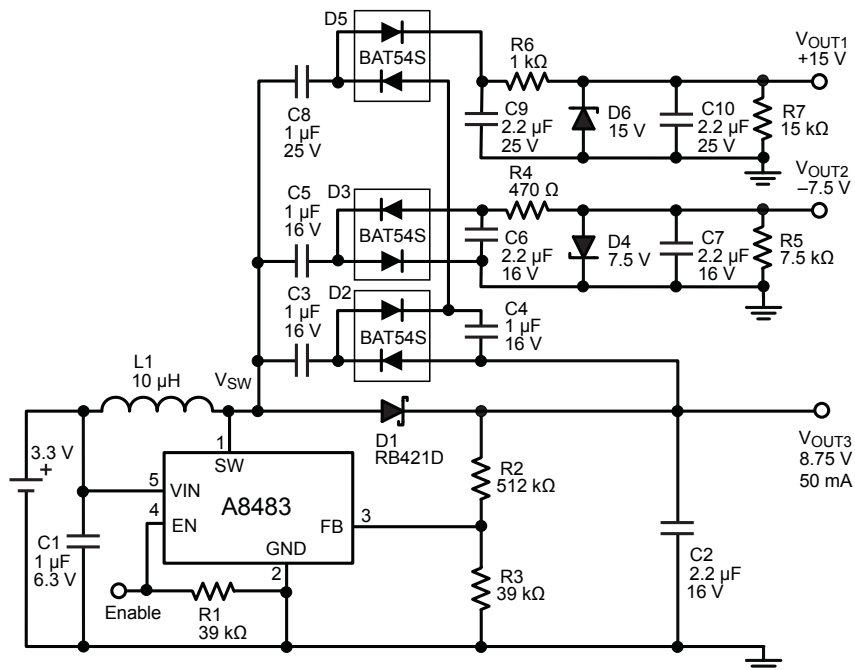 D5
BAT54S
C8
1 µF
25 V
R6
1 kΩ
C9
2.2 µF
25 V
D6
15 V
C10
2.2 µF
25 V
R7
15 kΩ
VOUT1
+15 V
C5
1 µF
16 V
D3
BAT54S
R4
470 Ω
C6
2.2 µF
16 V
D4
7.5 V
C7
2.2 µF
16 V
R5
7.5 kΩ
VOUT2
–7.5 V
C3
1 µF
16 V
D2
BAT54S
C4
1 µF
16 V
L1
10 µH
VSW
D1
RB421D
VOUT3
8.75 V
50 mA
3.3 V
+
1
SW
5
VIN
4
EN
A8483
FB
3
GND
2
R2
512 kΩ
C1
1 µF
6.3 V
Enable
R1
39 kΩ
R3
39 kΩ
C2
2.2 µF
16 V